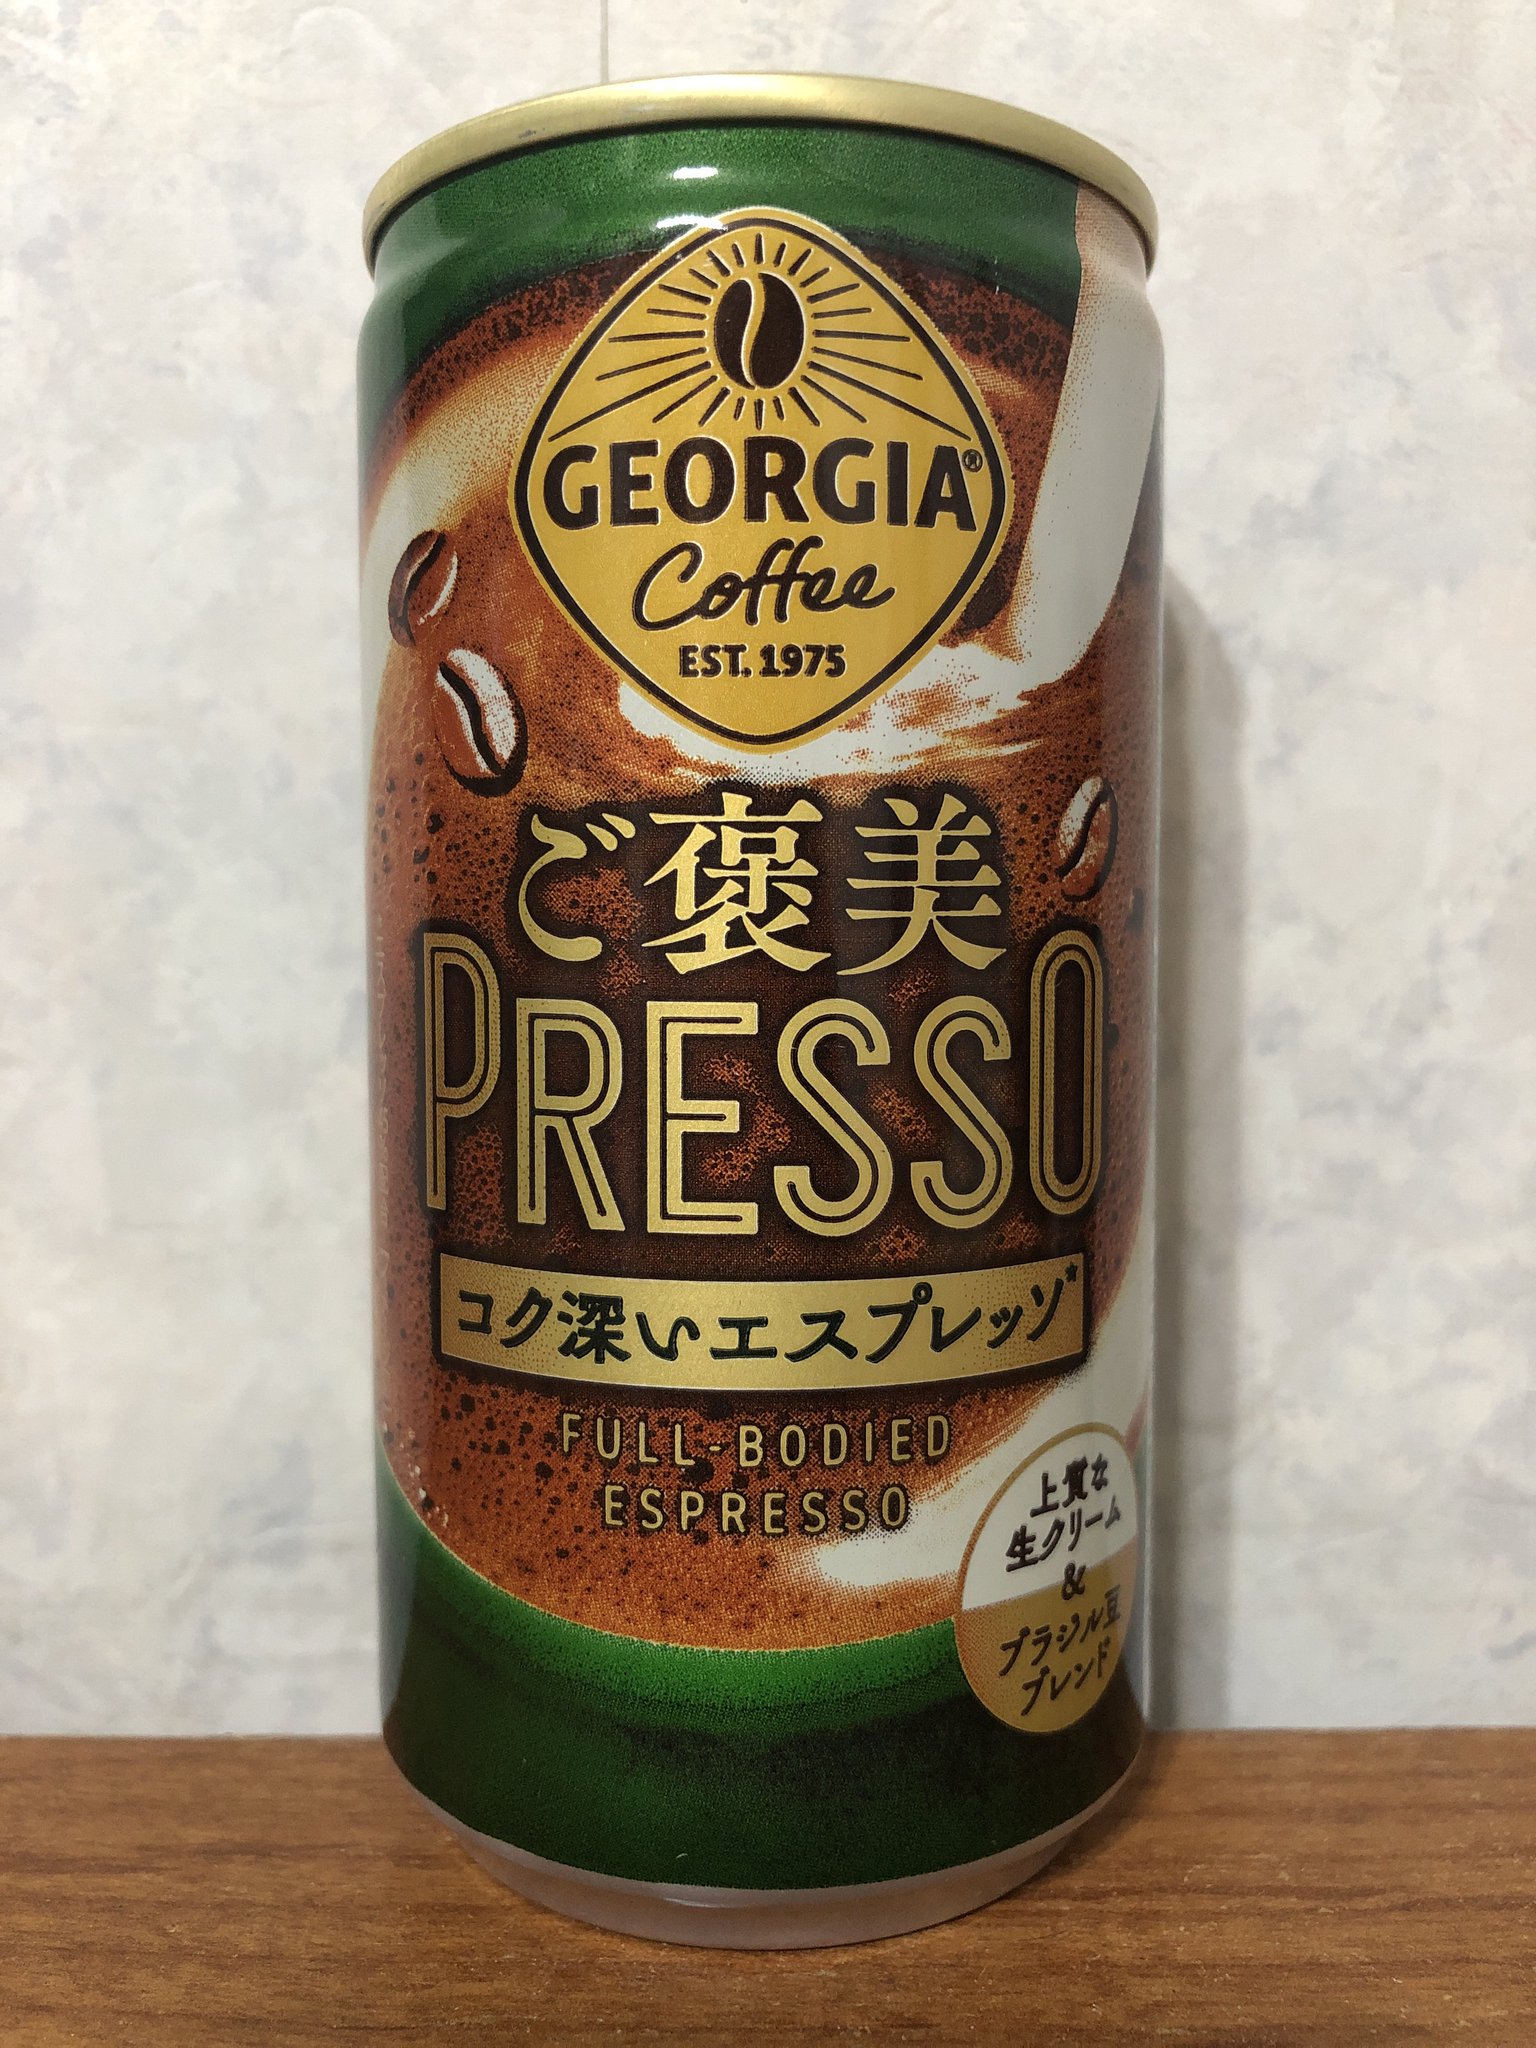 GEORGIA®
Coffee
EST. 1975
ご褒美
PRESSO
コク深いエスプレッソ*
FULL-BODIED
ESPRESSO
上質な
生クリーム
&
ブラジル豆
ブレンド